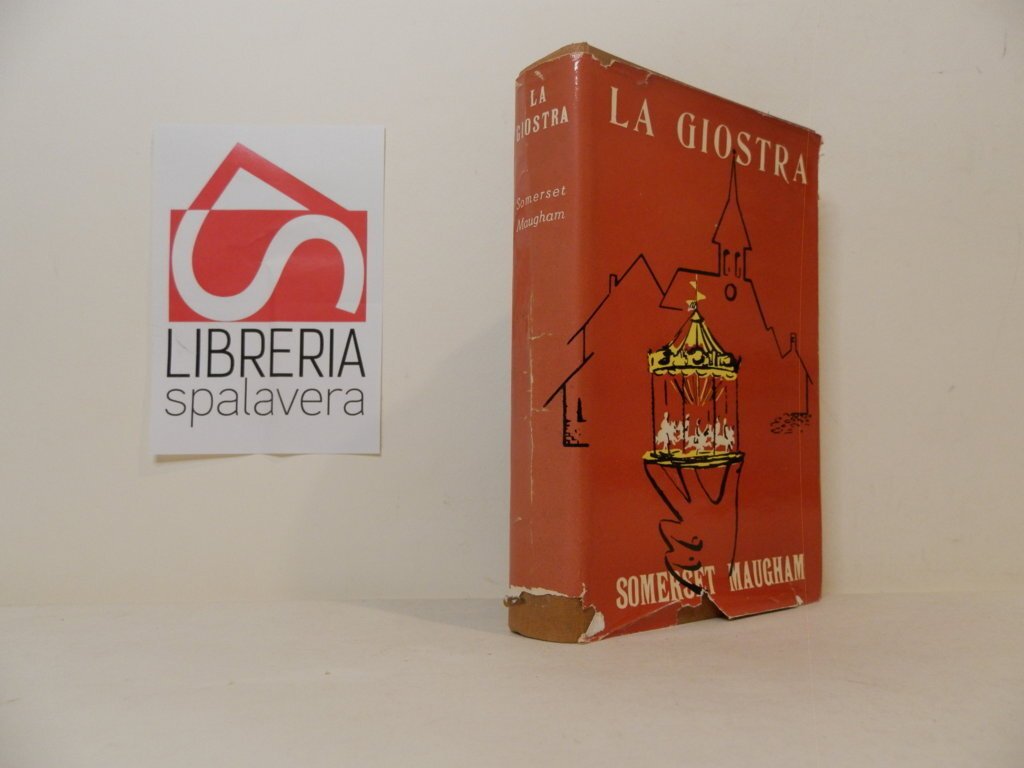 LIBRERIA
spalavera
LA
GIOSTRA
Somerset
Maugham
LA GIOSTRA
SOMERSET MAUGHAM